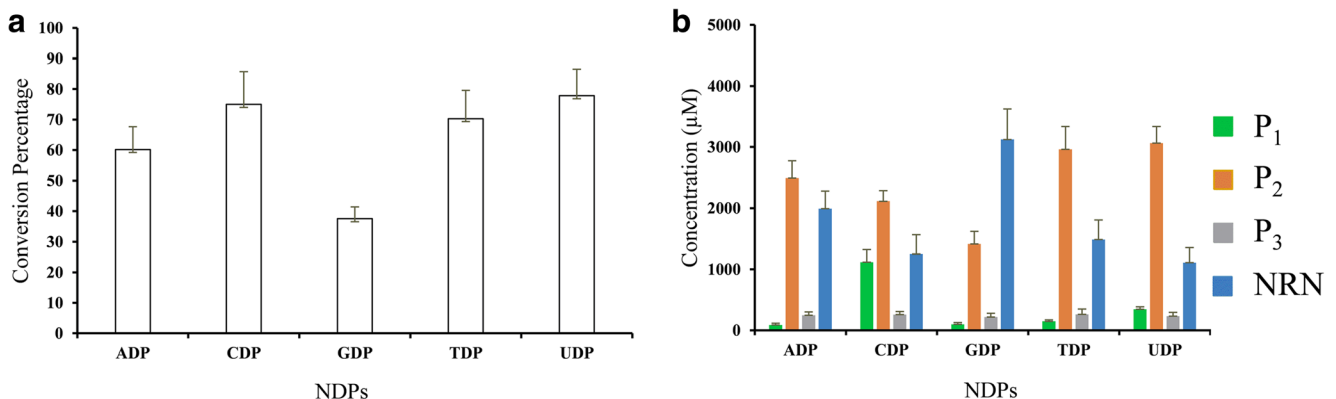 a
100
90
80
70
60
50
40
30
20
10
0
Conversion Percentage
ADP CDP GDP TDP UDP
NDPs
b
5000
4000
3000
2000
1000
0
Concentration (µM)
ADP CDP GDP TDP UDP
NDPs
P1
P2
P3
NRN